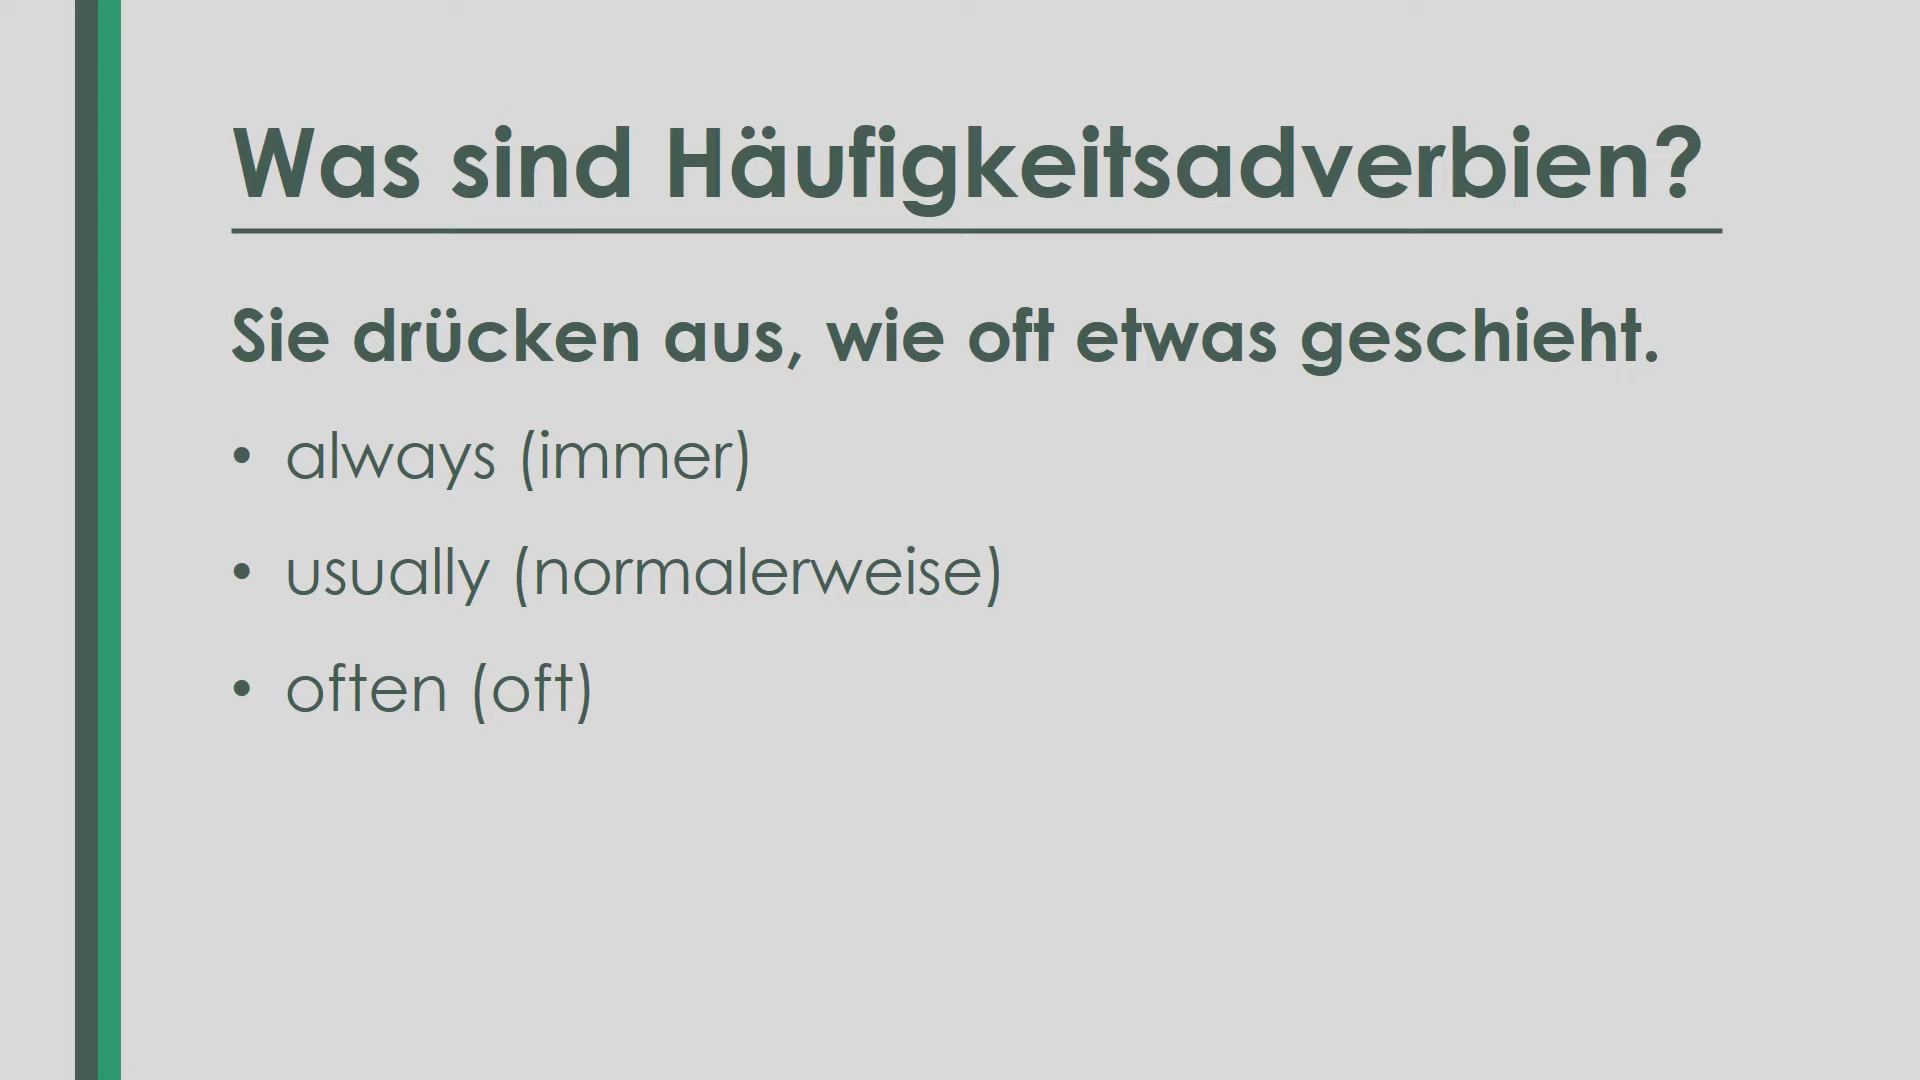 Was sind Häufigkeitsadverbien?
Sie drücken aus, wie oft etwas geschieht.
• always (immer)
• usually (normalerweise)
• often (oft)